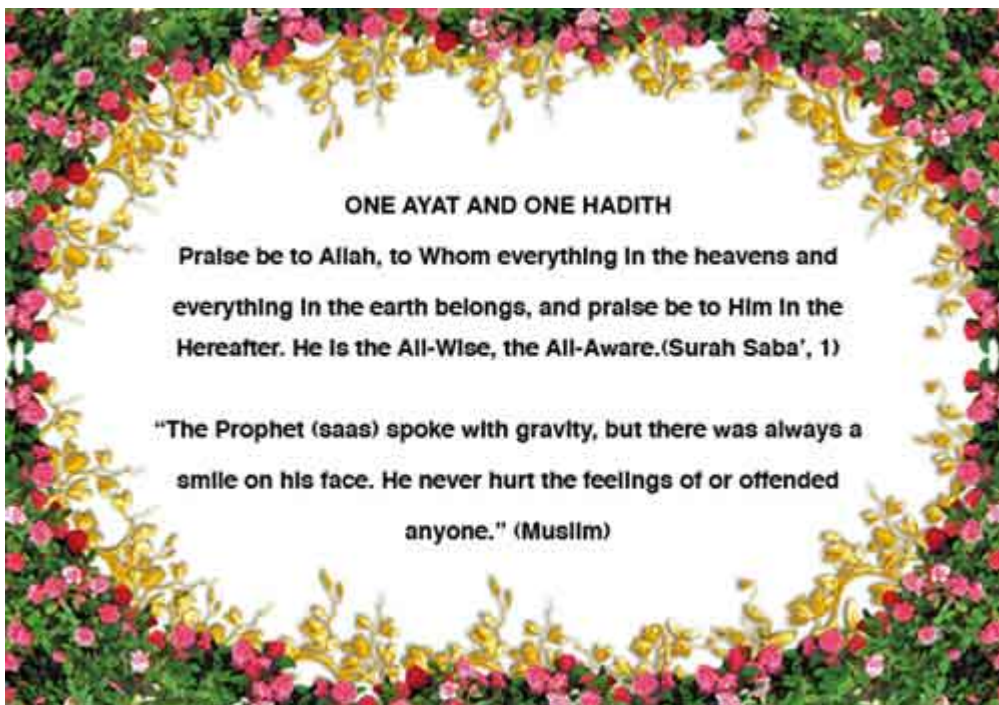 ONE AYAT AND ONE HADITH
Praise be to Allah, to Whom everything in the heavens and
everything in the earth belongs, and praise be to Him in the
Hereafter. He is the All-Wise, the All-Aware.(Surah Saba’, 1)
“The Prophet (saas) spoke with gravity, but there was always a
smile on his face. He never hurt the feelings of or offended
anyone.” (Muslim)